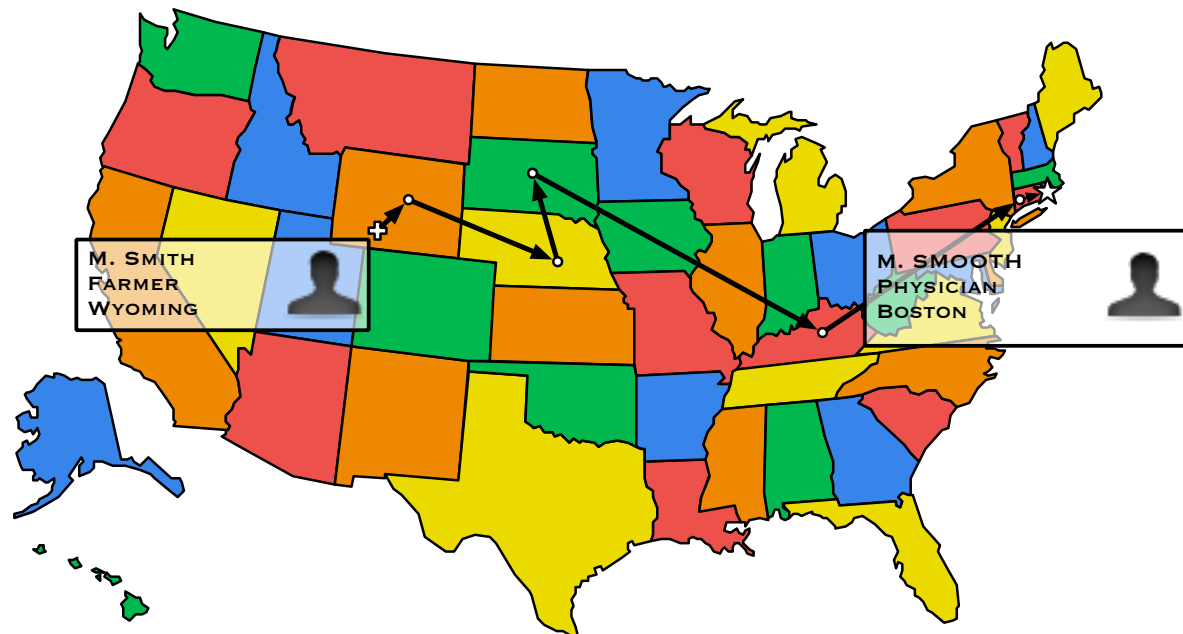 M. Smith
Farmer
Wyoming
M. SMOOTH
Physician
Boston